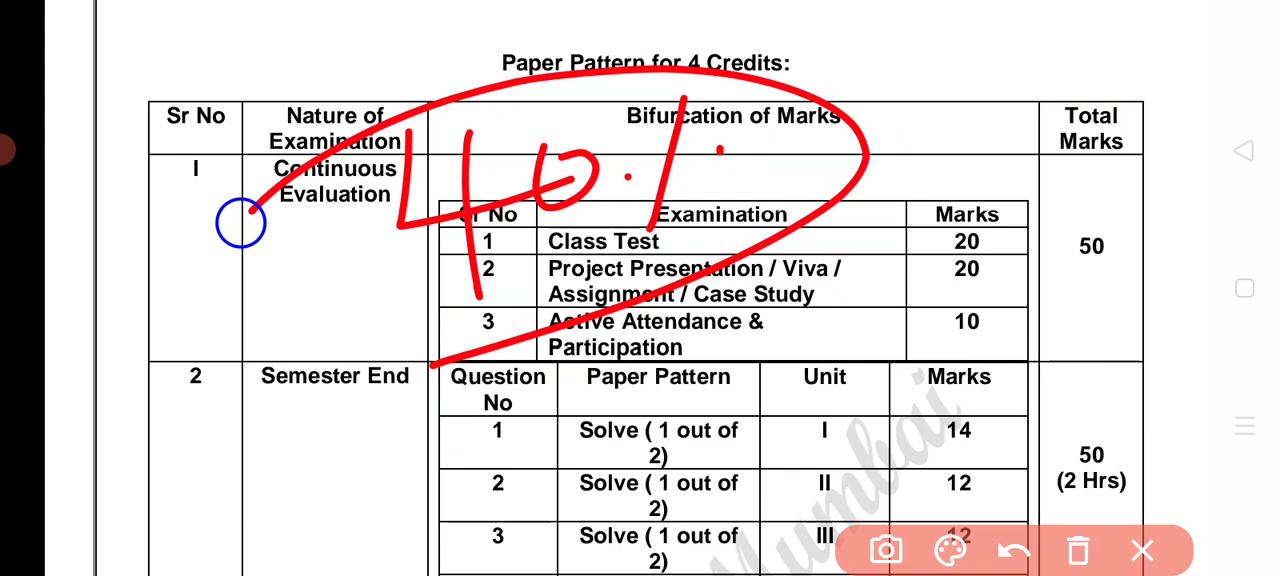 Paper Pattern for 4 Credits:
Sr No Nature of Examination Bifurcation of Marks Total Marks
I Continuous Evaluation 50
Sr No Examination Marks
1 Class Test 20
2 Project Presentation / Viva / Assignment / Case Study 20
3 Active Attendance & Participation 10
40%
2 Semester End 50 (2 Hrs)
Question No Paper Pattern Unit Marks
1 Solve ( 1 out of 2) I 14
2 Solve ( 1 out of 2) II 12
3 Solve ( 1 out of 2) III 12
Mumbai